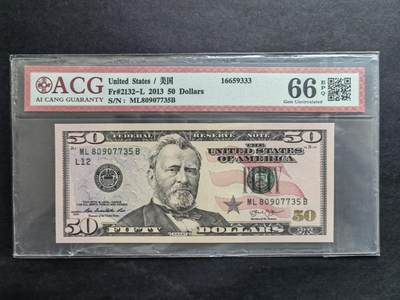 ACG
AI CANG GUARANTY
United States / 美国
16659333
Fr#2132-L 2013 50 Dollars
S/N: ML80907735B
66 EPQ
Gem Uncirculated
50
FEDERAL RESERVE NOTE
50
THE
UNITED STATES
OF AMERICA
ML 80907735 B
L12
ML 80907735 B
50
FIFTY DOLLARS
50